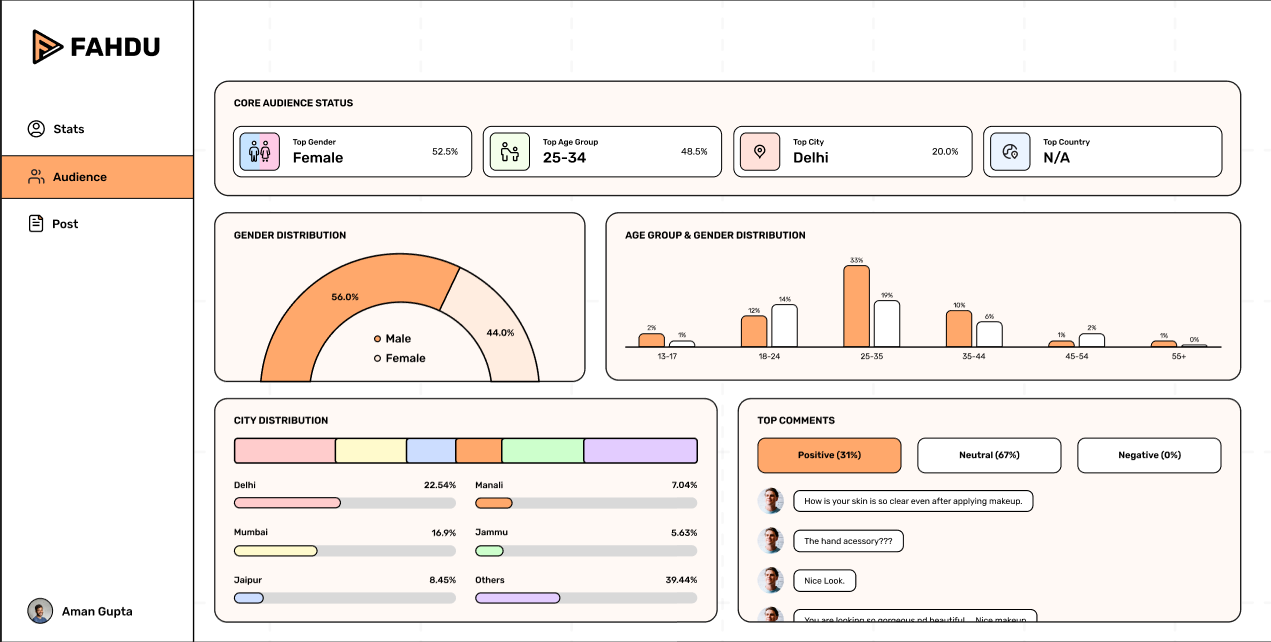 FAHDU
Stats
Audience
Post
Aman Gupta
CORE AUDIENCE STATUS
Top Gender
Female
52.5%
Top Age Group
25-34
48.5%
Top City
Delhi
20.0%
Top Country
N/A
GENDER DISTRIBUTION
56.0%
44.0%
Male
Female
AGE GROUP & GENDER DISTRIBUTION
2%
1%
12%
14%
33%
19%
10%
6%
1%
2%
1%
0%
13-17
18-24
25-35
35-44
45-54
55+
CITY DISTRIBUTION
Delhi
22.54%
Manali
7.04%
Mumbai
16.9%
Jammu
5.63%
Jaipur
8.45%
Others
39.44%
TOP COMMENTS
Positive (31%)
Neutral (67%)
Negative (0%)
How is your skin is so clear even after applying makeup.
The hand acessory???
Nice Look.
You are looking so gorgeous nd beautiful... Nice makeup